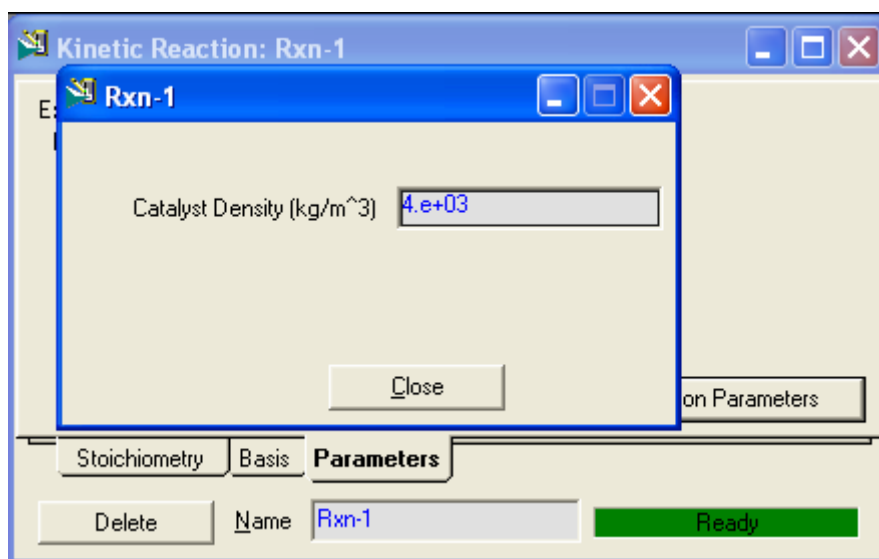 Kinetic Reaction: Rxn-1
Rxn-1
Catalyst Density (kg/m^3) 4.e+03
Close
on Parameters
Stoichiometry Basis Parameters
Delete Name Rxn-1 Ready